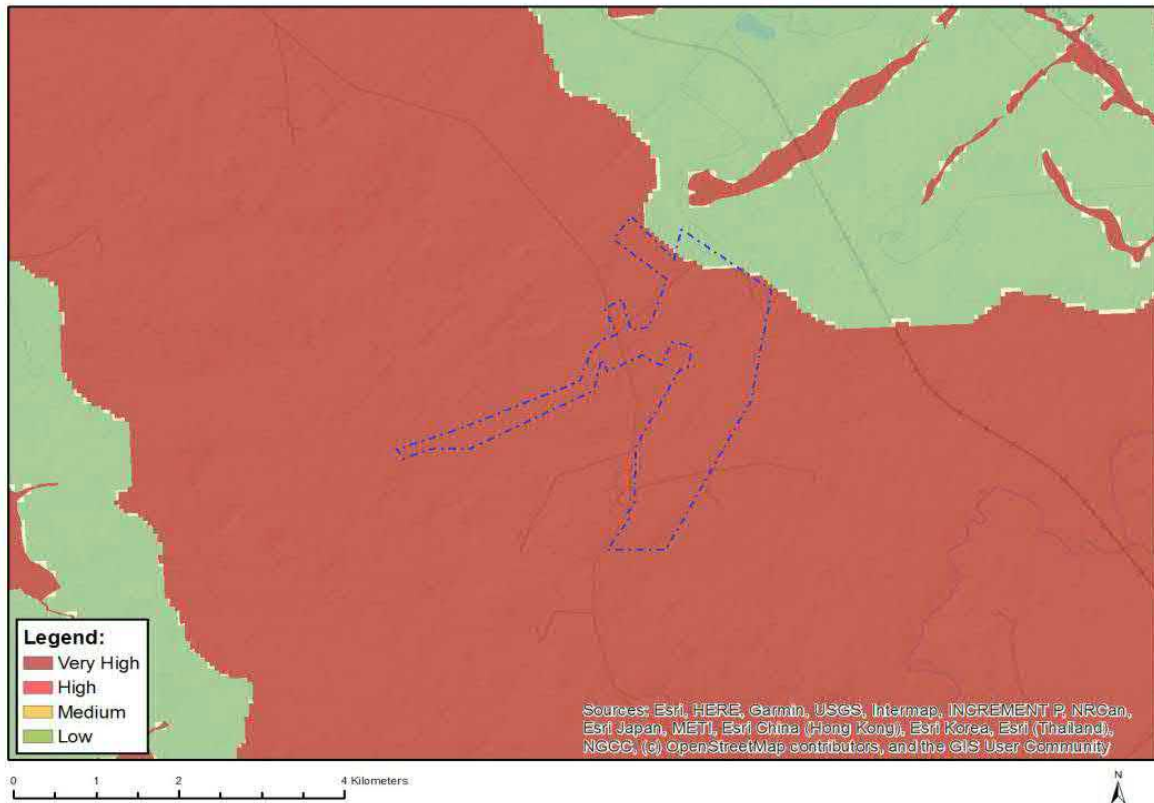 Legend:
Very High
High
Medium
Low
Sources: Esri, HERE, Garmin, USGS, Intermap, INCREMENT P, NRCan,
Esri Japan, METI, Esri China (Hong Kong), Esri Korea, Esri (Thailand),
NGCC, (c) OpenStreetMap contributors, and the GIS User Community
0 1 2 4 Kilometers
N